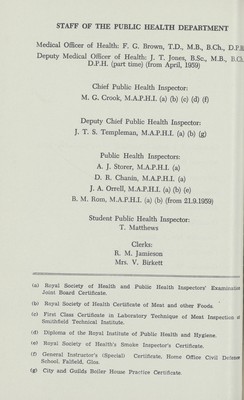 STAFF OF THE PUBLIC HEALTH DEPARTMENT
Medical Officer of Health: F. G. Brown, T.D., M.B., B.Ch., D.P.H.
Deputy Medical Officer of Health: J. T. Jones, B.Sc., M.B., B.Ch.
D.P.H. (part time) (from April, 1959)
Chief Public Health Inspector:
M. G. Crook, M.A.P.H.I. (a) (b) (c) (d) (f)
Deputy Chief Public Health Inspector:
J. T. S. Templeman, M.A.P.H.I. (a) (b) (g)
Public Health Inspectors:
A. J. Storer, M.A.P.H.I. (a)
D. R. Chanin, M.A.P.H.I. (a)
J. A. Orrell, M.A.P.H.I. (a) (b) (e)
B. M. Rom, M.A.P.H.I. (a) (b) (from 21.9.1959)
Student Public Health Inspector:
T. Matthews
Clerks:
R. M. Jamieson
Mrs. V. Birkett
(a) Royal Society of Health and Public Health Inspectors' Examination
Joint Board Certificate.
(b) Royal Society of Health Certificate of Meat and other Foods.
(c) First Class Certificate in Laboratory Technique of Meat Inspection at
Smithfield Technical Institute.
(d) Diploma of the Royal Institute of Public Health and Hygiene.
(e) Royal Society of Health's Smoke Inspector's Certificate.
(f) General Instructor's (Special) Certificate, Home Office Civil Defence
School, Falfield, Glos.
(g) City and Guilds Boiler House Practice Certificate.